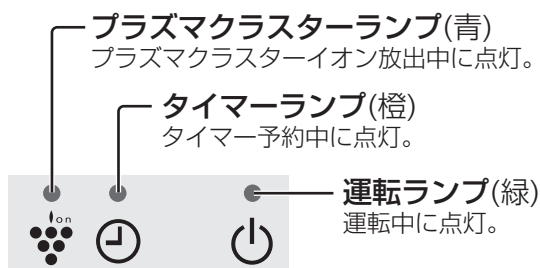 プラズマクラスターランプ(青)
プラズマクラスターイオン放出中に点灯。
タイマーランプ(橙)
タイマー予約中に点灯。
運転ランプ(緑)
運転中に点灯。
ion